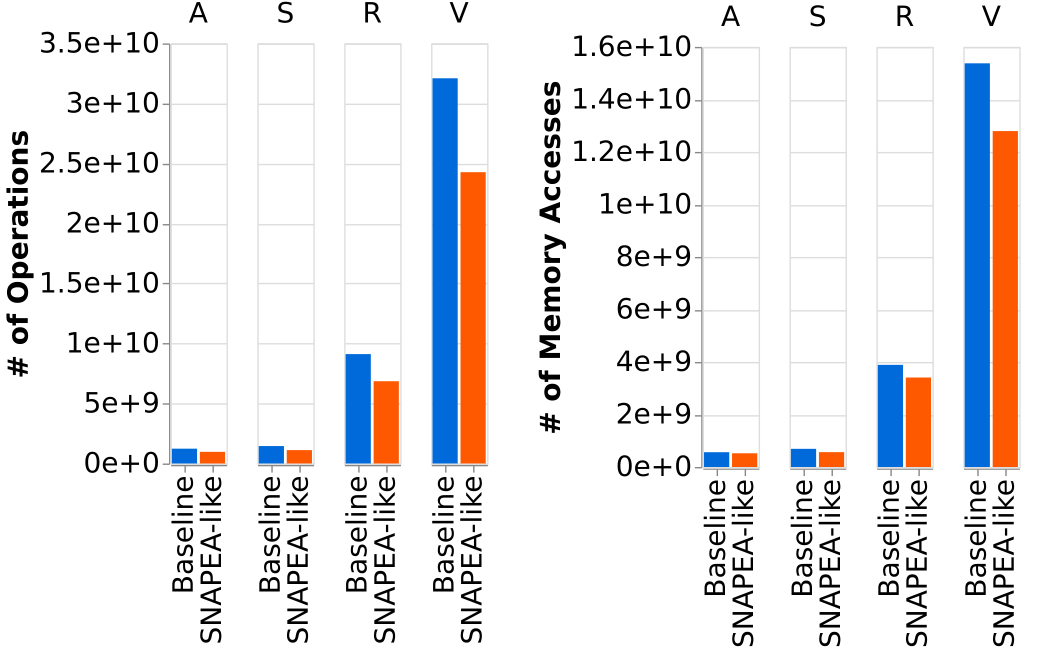 A S R V
# of Operations
3.5e+10
3e+10
2.5e+10
2e+10
1.5e+10
1e+10
5e+9
0e+0
Baseline
SNAPEA-like
Baseline
SNAPEA-like
Baseline
SNAPEA-like
Baseline
SNAPEA-like
A S R V
# of Memory Accesses
1.6e+10
1.4e+10
1.2e+10
1e+10
8e+9
6e+9
4e+9
2e+9
0e+0
Baseline
SNAPEA-like
Baseline
SNAPEA-like
Baseline
SNAPEA-like
Baseline
SNAPEA-like